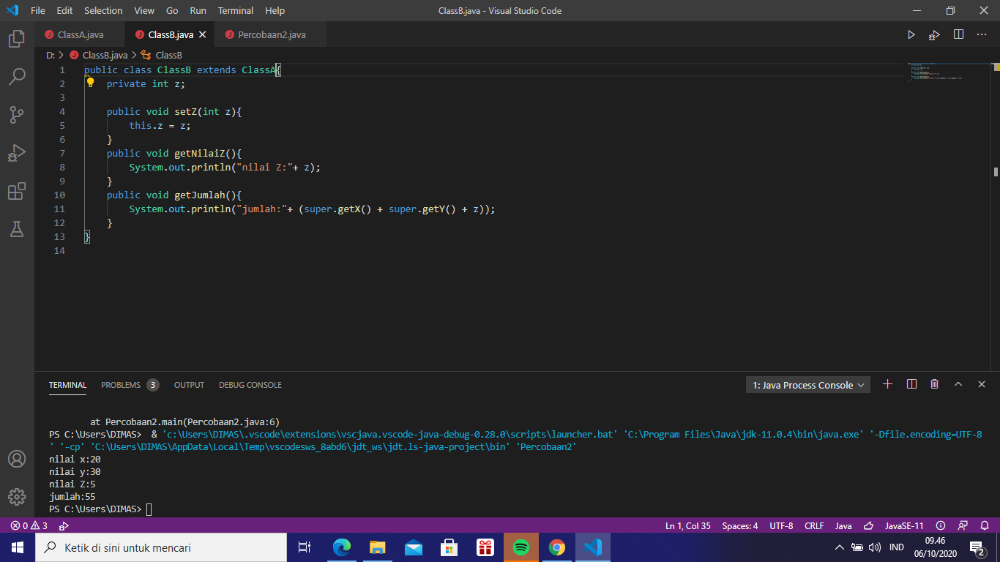 File Edit Selection View Go Run Terminal Help ClassB.java - Visual Studio Code
ClassA.java ClassB.java Percobaan2.java
D: > ClassB.java > ClassB
1 public class ClassB extends ClassA{
2 private int z;
3
4 public void setZ(int z){
5 this.z = z;
6 }
7 public void getNilaiZ(){
8 System.out.println("nilai Z:"+ z);
9 }
10 public void getJumlah(){
11 System.out.println("jumlah:"+ (super.getX() + super.getY() + z));
12 }
13 }
14
TERMINAL PROBLEMS 3 OUTPUT DEBUG CONSOLE 1: Java Process Console
at Percobaan2.main(Percobaan2.java:6)
PS C:\Users\DIMAS> & 'c:\Users\DIMAS\.vscode\extensions\vscjava.vscode-java-debug-0.28.0\scripts\launcher.bat' 'C:\Program Files\Java\jdk-11.0.4\bin\java.exe' '-Dfile.encoding=UTF-8
' '-cp' 'C:\Users\DIMAS\AppData\Local\Temp\vscodesws_8abd6\jdt_ws\jdt.ls-java-project\bin' 'Percobaan2'
nilai x:20
nilai y:30
nilai Z:5
jumlah:55
PS C:\Users\DIMAS>
0 3 Ln 1, Col 35 Spaces: 4 UTF-8 CRLF Java JavaSE-11
Ketik di sini untuk mencari IND 09.46
06/10/2020 2